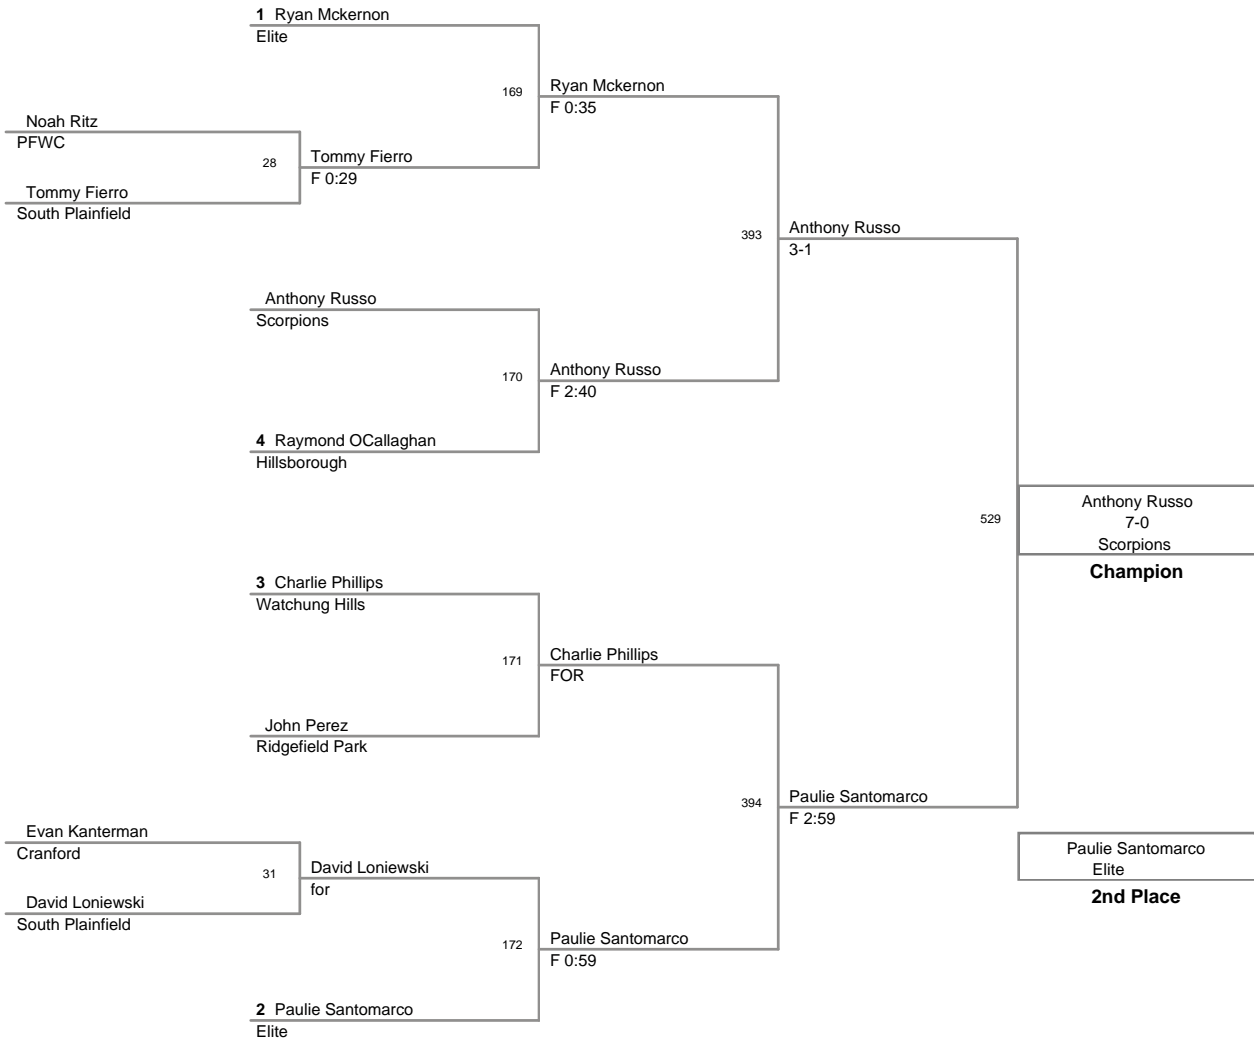 1 Ryan Mckernon
Elite
169
Ryan Mckernon
F 0:35
Noah Ritz
PFWC
28
Tommy Fierro
F 0:29
Tommy Fierro
South Plainfield
393
Anthony Russo
3-1
Anthony Russo
Scorpions
170
Anthony Russo
F 2:40
4 Raymond OCallaghan
Hillsborough
529
Anthony Russo
7-0
Scorpions
Champion
3 Charlie Phillips
Watchung Hills
171
Charlie Phillips
FOR
John Perez
Ridgefield Park
394
Paulie Santomarco
F 2:59
Evan Kanterman
Cranford
31
David Loniewski
for
David Loniewski
South Plainfield
172
Paulie Santomarco
F 0:59
2 Paulie Santomarco
Elite
Paulie Santomarco
Elite
2nd Place